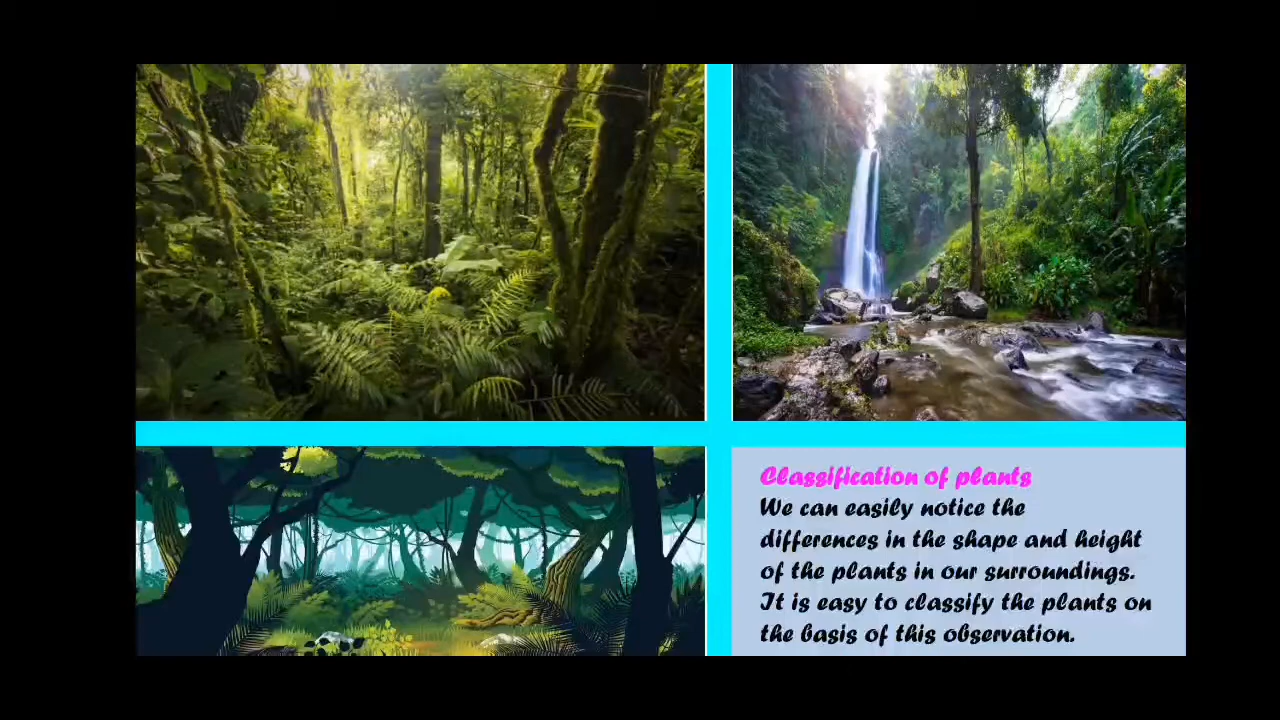 Classification of plants
We can easily notice the
differences in the shape and height
of the plants in our surroundings.
It is easy to classify the plants on
the basis of this observation.